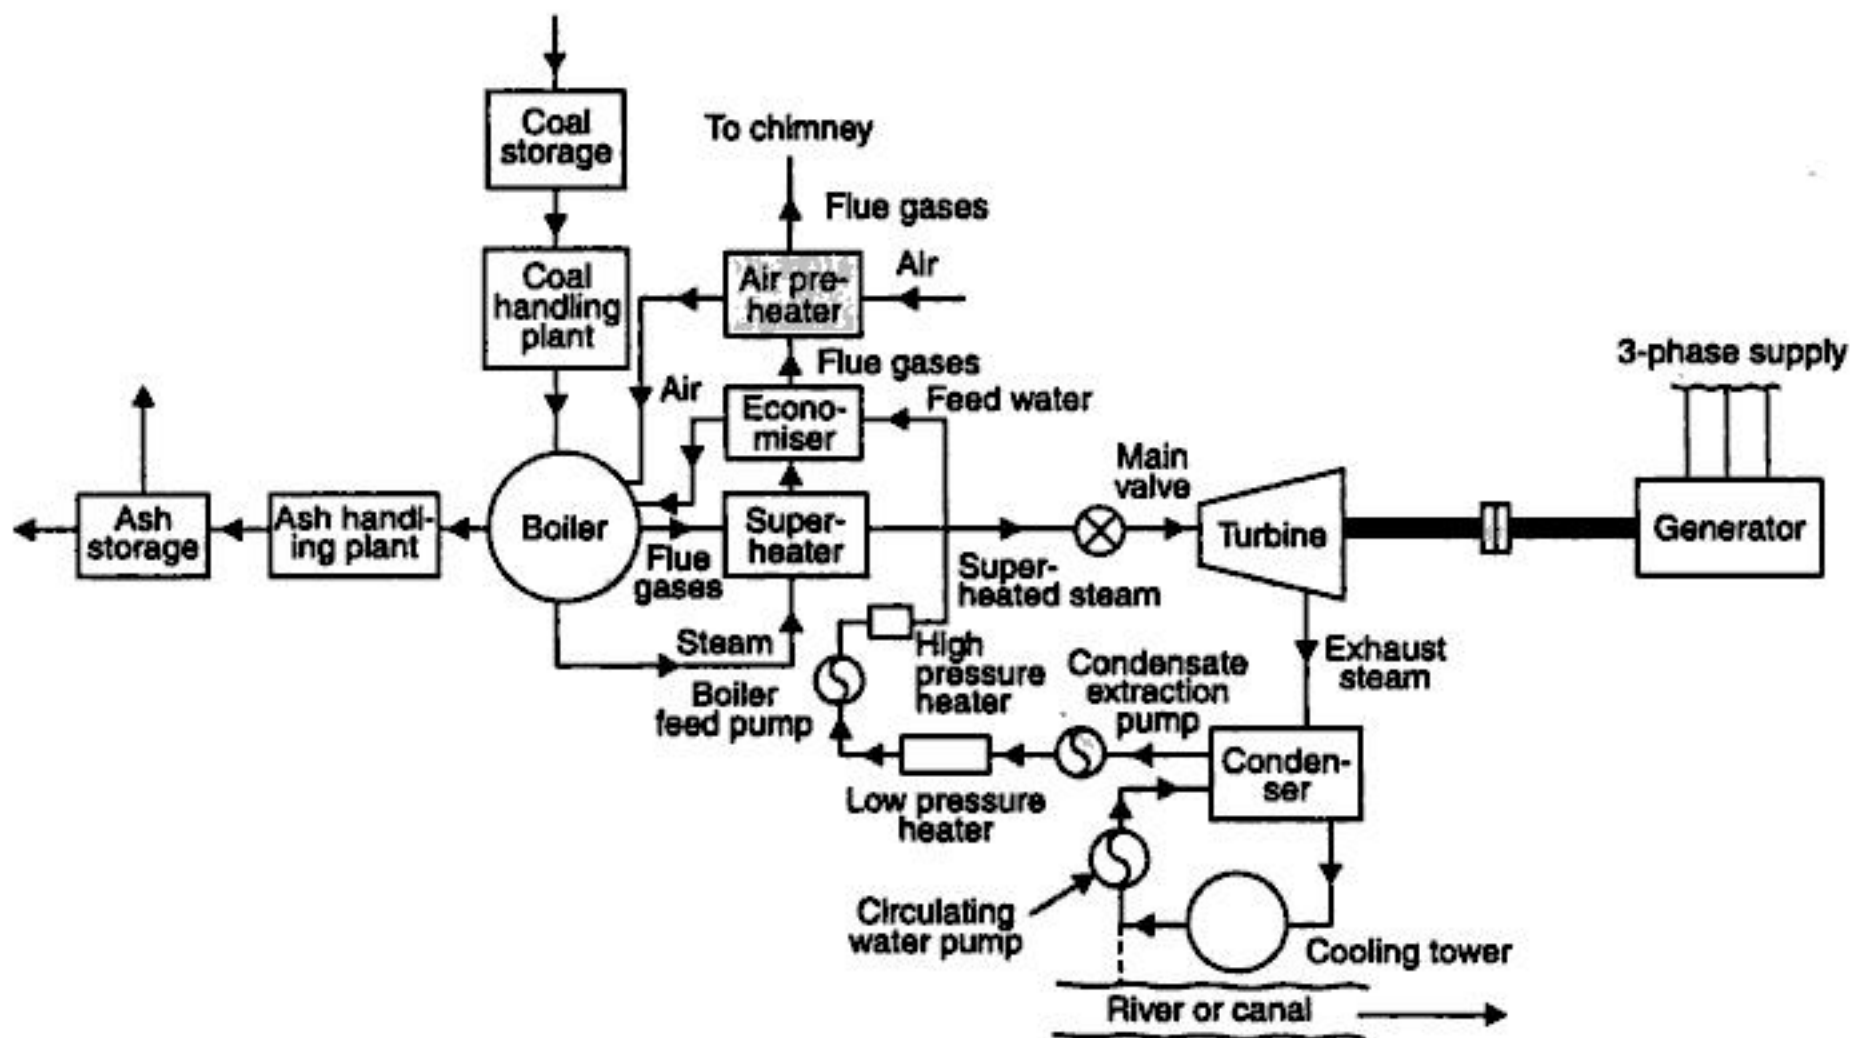 Coal
storage
To chimney
Flue gases
Coal
handling
plant
Air pre-
heater
Air
Flue gases
Air
Econo-
miser
Feed water
3-phase supply
Main
valve
Ash
storage
Ash handl-
ing plant
Boiler
Flue
gases
Super-
heater
Super-
heated steam
Turbine
Generator
Steam
Boiler
feed pump
High
pressure
heater
Condensate
extraction
pump
Exhaust
steam
Low pressure
heater
Conden-
ser
Circulating
water pump
Cooling tower
River or canal